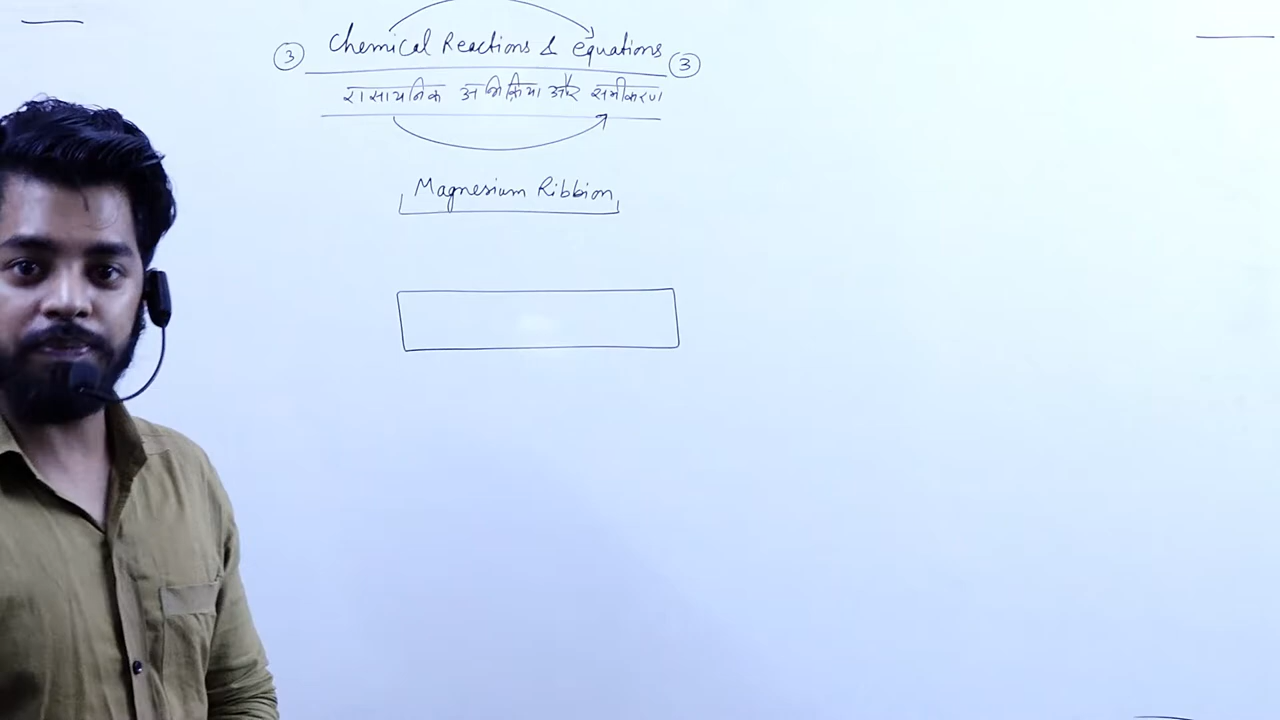 ③ Chemical Reactions & equations ③
रासायनिक अभिक्रिया और समीकरण
Magnesium Ribbion